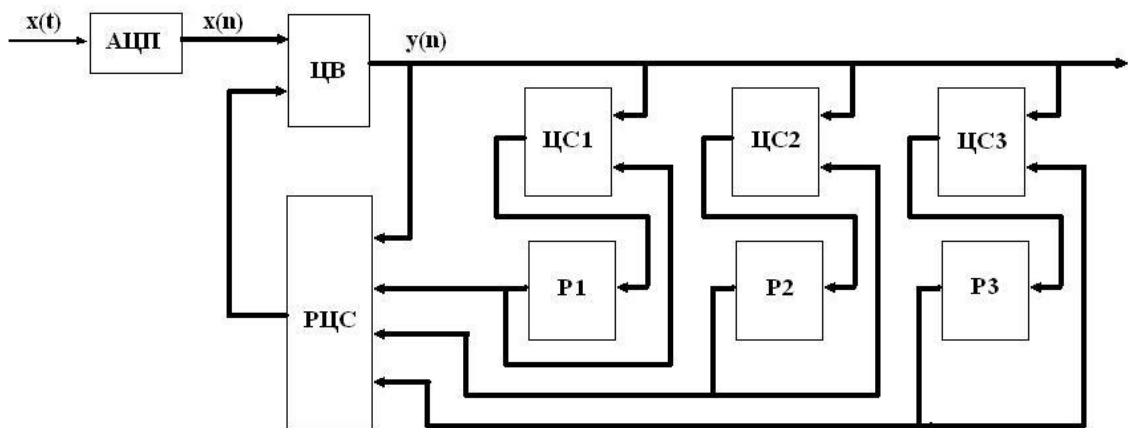 x(t)
АЦП
x(n)
ЦВ
y(n)
ЦС1
ЦС2
ЦС3
РЦС
Р1
Р2
Р3